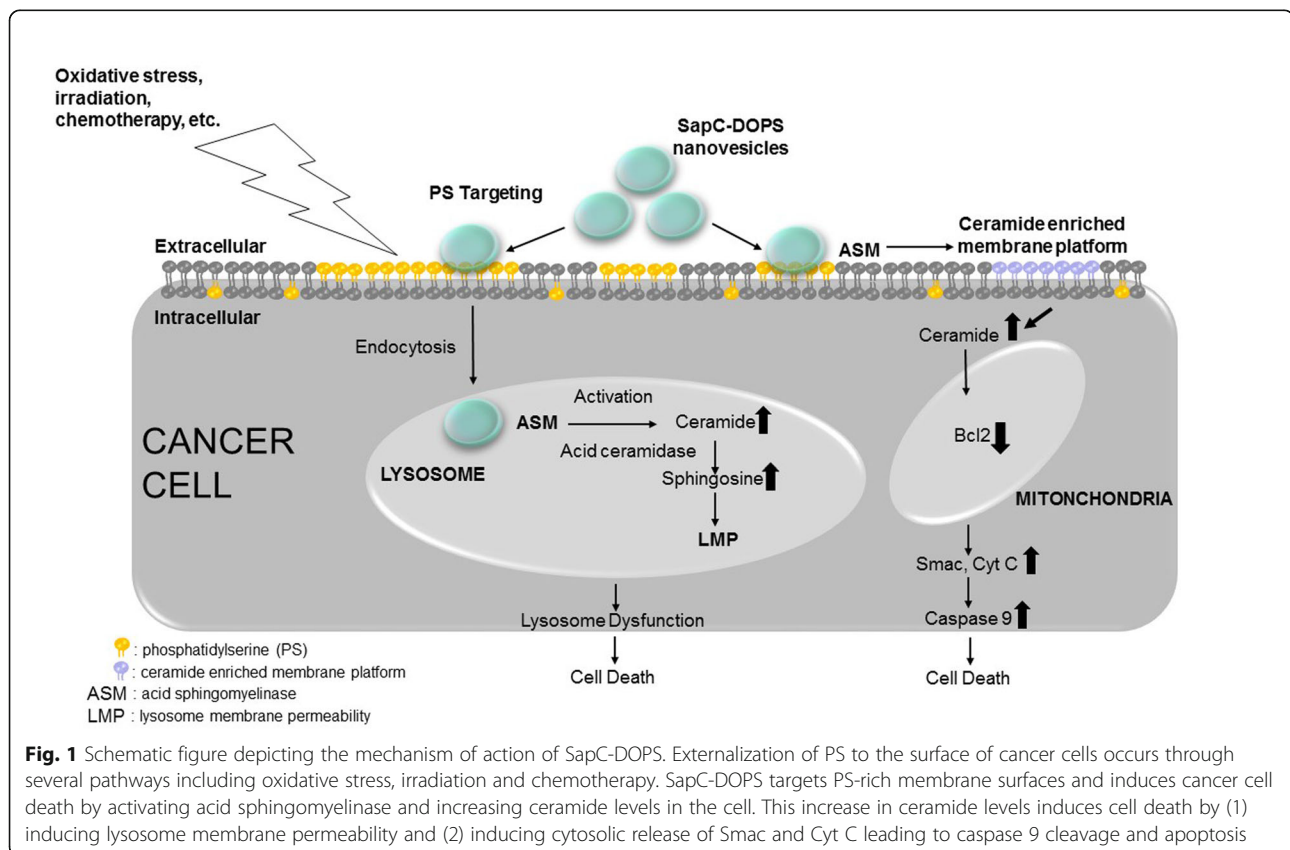 Oxidative stress,
irradiation,
chemotherapy, etc.
SapC-DOPS
nanovesicles
PS Targeting
Extracellular
ASM
Ceramide enriched
membrane platform
Intracellular
Endocytosis
Ceramide
CANCER
CELL
LYSOSOME
ASM
Activation
Acid ceramidase
Ceramide
Sphingosine
LMP
Bcl2
MITONCHONDRIA
Smac, Cyt C
Lysosome Dysfunction
Caspase 9
Cell Death
Cell Death
: phosphatidylserine (PS)
: ceramide enriched membrane platform
ASM : acid sphingomyelinase
LMP : lysosome membrane permeability
Fig. 1 Schematic figure depicting the mechanism of action of SapC-DOPS. Externalization of PS to the surface of cancer cells occurs through
several pathways including oxidative stress, irradiation and chemotherapy. SapC-DOPS targets PS-rich membrane surfaces and induces cancer cell
death by activating acid sphingomyelinase and increasing ceramide levels in the cell. This increase in ceramide levels induces cell death by (1)
inducing lysosome membrane permeability and (2) inducing cytosolic release of Smac and Cyt C leading to caspase 9 cleavage and apoptosis